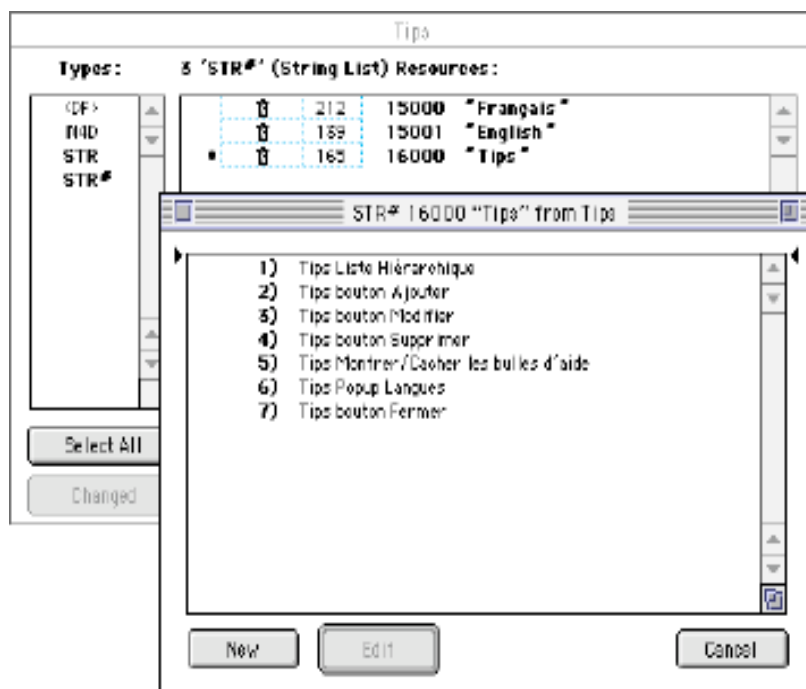 Tips
Types: 3 'STR#' (String List) Resources:
212 15000 "Français"
189 15001 "English"
• 165 16000 "Tips"
STR
STR#
STR# 16000 "Tips" from Tips
1) Tips Liste Hiérarchique
2) Tips bouton Ajouter
3) Tips bouton Modifier
4) Tips bouton Supprimer
5) Tips Montrer/Cacher les bulles d'aide
6) Tips Popup Langues
7) Tips bouton Fermer
Select All
Changed
New Edit Cancel